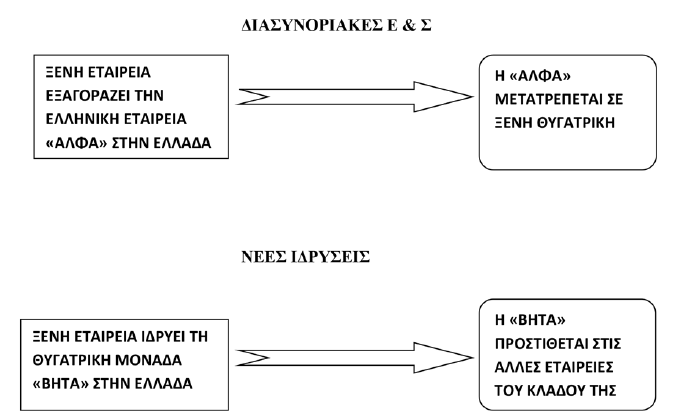 ΔΙΑΣΥΝΟΡΙΑΚΕΣ Ε & Σ
ΞΕΝΗ ΕΤΑΙΡΕΙΑ
ΕΞΑΓΟΡΑΖΕΙ ΤΗΝ
ΕΛΛΗΝΙΚΗ ΕΤΑΙΡΕΙΑ
«ΑΛΦΑ» ΣΤΗΝ ΕΛΛΑΔΑ
Η «ΑΛΦΑ»
ΜΕΤΑΤΡΕΠΕΤΑΙ ΣΕ
ΞΕΝΗ ΘΥΓΑΤΡΙΚΗ
ΝΕΕΣ ΙΔΡΥΣΕΙΣ
ΞΕΝΗ ΕΤΑΙΡΕΙΑ ΙΔΡΥΕΙ ΤΗ
ΘΥΓΑΤΡΙΚΗ ΜΟΝΑΔΑ
«ΒΗΤΑ» ΣΤΗΝ ΕΛΛΑΔΑ
Η «ΒΗΤΑ»
ΠΡΟΣΤΙΘΕΤΑΙ ΣΤΙΣ
ΑΛΛΕΣ ΕΤΑΙΡΕΙΕΣ
ΤΟΥ ΚΛΑΔΟΥ ΤΗΣ